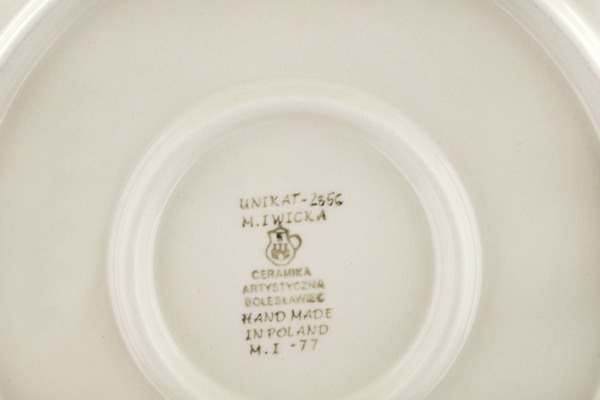 UNIKAT-2356
M.IWICKA
CERAMIKA
ARTYSTYCZNA
BOLESŁAWIEC
HAND MADE
IN POLAND
M.I -77